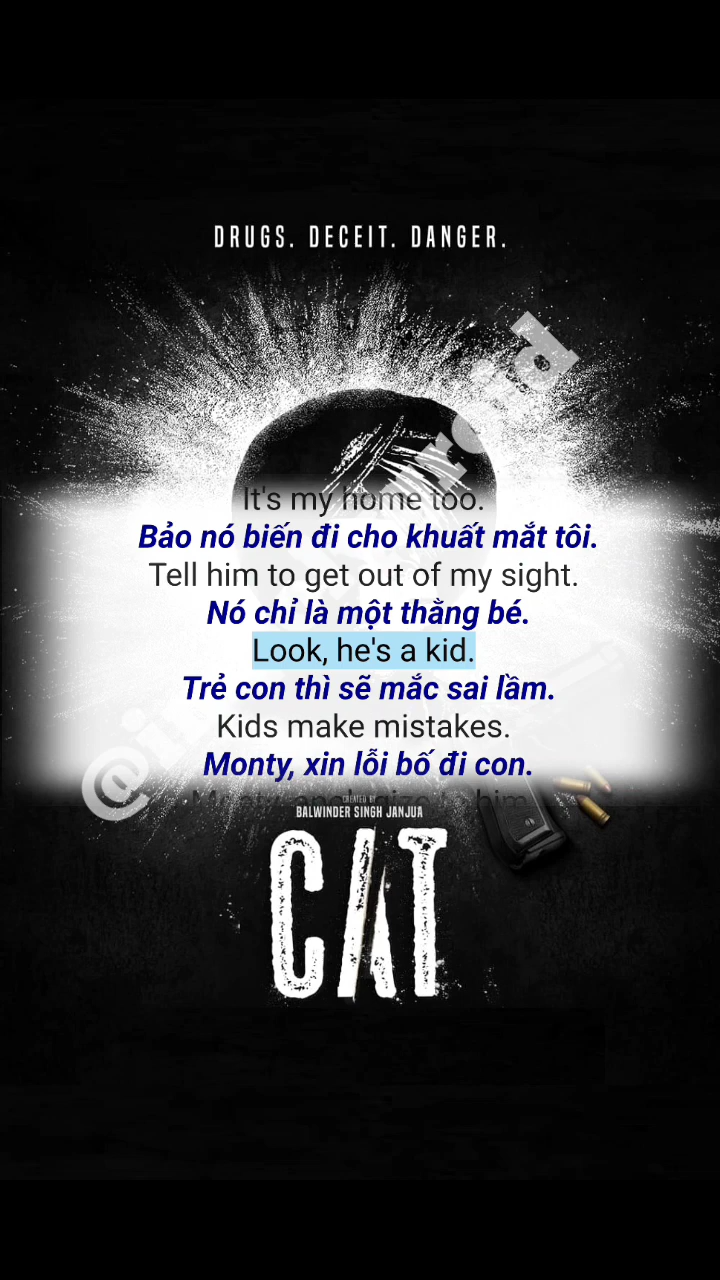 DRUGS. DECEIT. DANGER.
It's my home too.
Bảo nó biến đi cho khuất mắt tôi.
Tell him to get out of my sight.
Nó chỉ là một thằng bé.
Look, he's a kid.
Trẻ con thì sẽ mắc sai lầm.
Kids make mistakes.
Monty, xin lỗi bố đi con.
CREATED BY
BALWINDER SINGH JANJUA
CAT